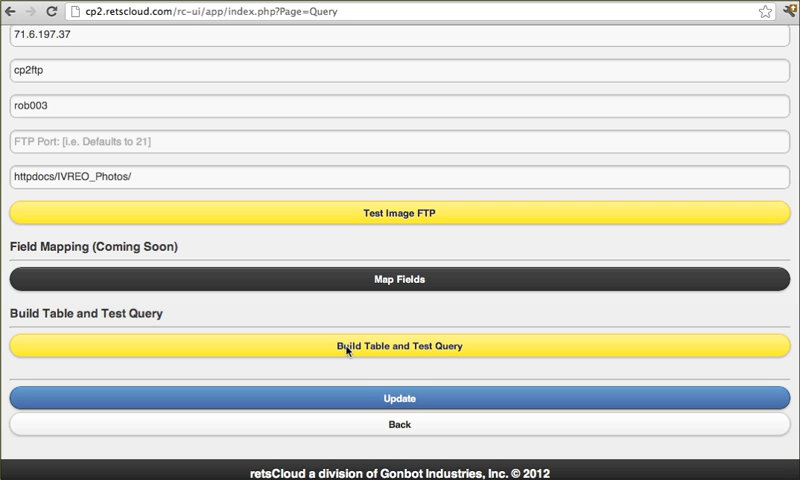 cp2.retscloud.com/rc-ui/app/index.php?Page=Query
71.6.197.37
cp2ftp
rob003
FTP Port: [i.e. Defaults to 21]
httpdocs/IVREO_Photos/
Test Image FTP
Field Mapping (Coming Soon)
Map Fields
Build Table and Test Query
Build Table and Test Query
Update
Back
retsCloud a division of Gonbot Industries, Inc. © 2012